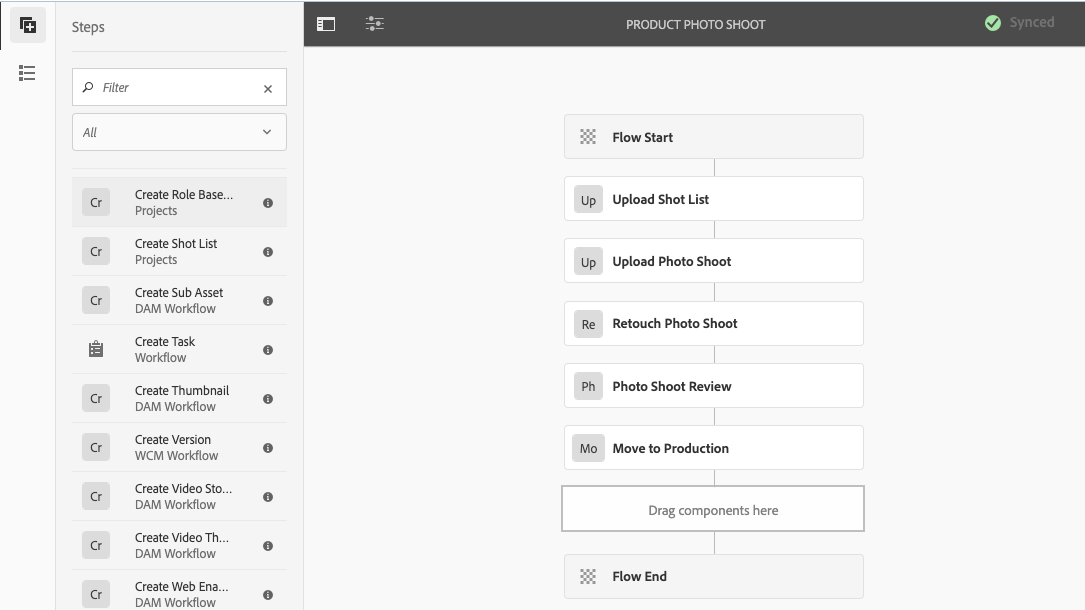 Steps
Filter
All
Cr
Create Role Base...
Projects
Cr
Create Shot List
Projects
Cr
Create Sub Asset
DAM Workflow
Create Task
Workflow
Cr
Create Thumbnail
DAM Workflow
Cr
Create Version
WCM Workflow
Cr
Create Video Sto...
DAM Workflow
Cr
Create Video Th...
DAM Workflow
Cr
Create Web Ena...
DAM Workflow
PRODUCT PHOTO SHOOT
Synced
Flow Start
Up Upload Shot List
Up Upload Photo Shoot
Re Retouch Photo Shoot
Ph Photo Shoot Review
Mo Move to Production
Drag components here
Flow End